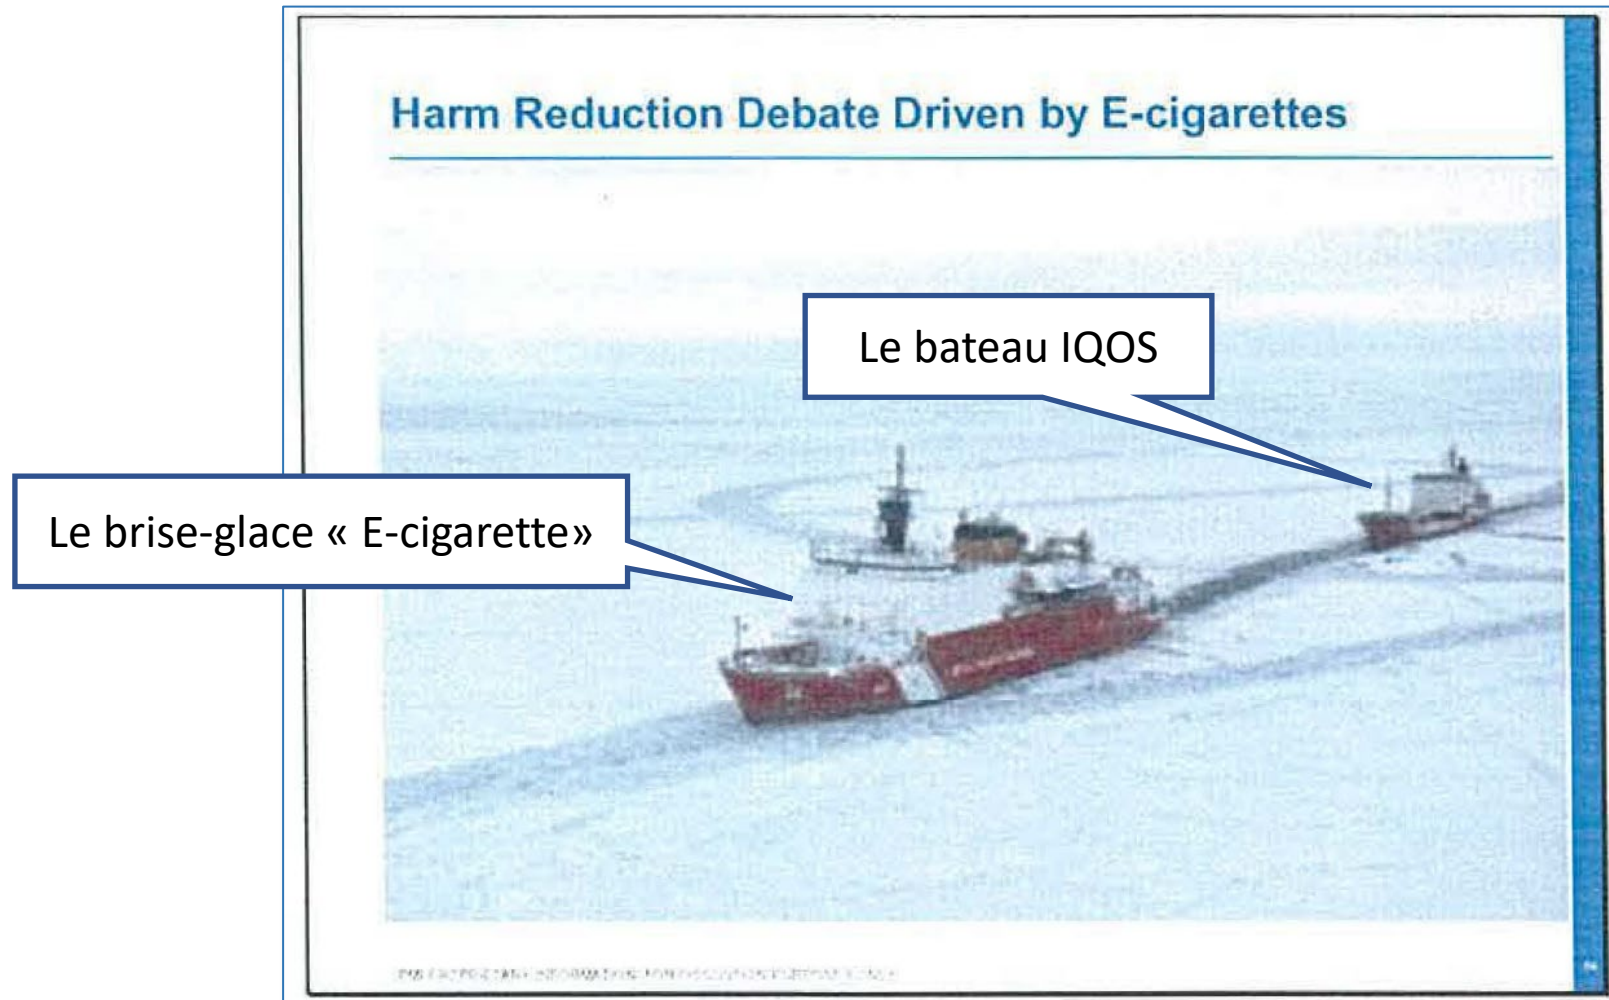 Harm Reduction Debate Driven by E-cigarettes
Le bateau IQOS
Le brise-glace « E-cigarette»